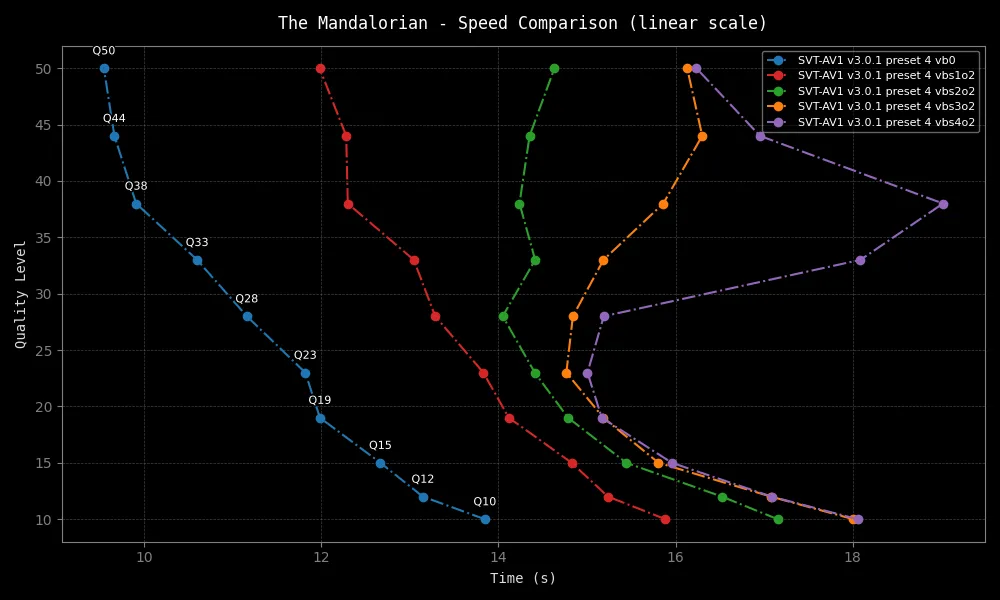 The Mandalorian - Speed Comparison (linear scale)
SVT-AV1 v3.0.1 preset 4 vb0
SVT-AV1 v3.0.1 preset 4 vbs1o2
SVT-AV1 v3.0.1 preset 4 vbs2o2
SVT-AV1 v3.0.1 preset 4 vbs3o2
SVT-AV1 v3.0.1 preset 4 vbs4o2
Q50
Q44
Q38
Q33
Q28
Q23
Q19
Q15
Q12
Q10
Quality Level
50
45
40
35
30
25
20
15
10
10 12 14 16 18
Time (s)